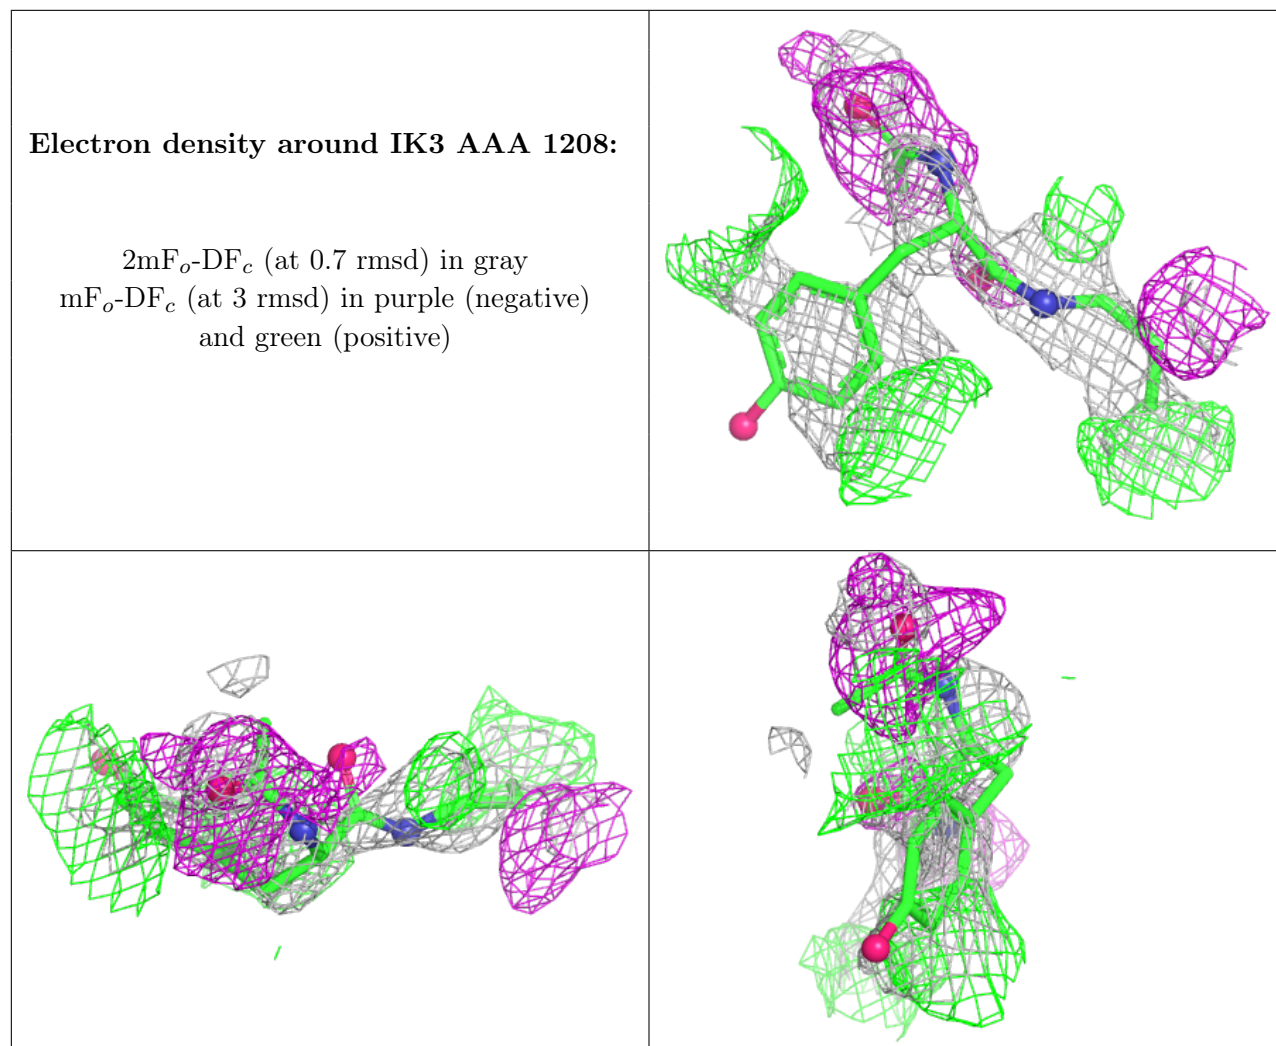 Electron density around IK3 AAA 1208:
2mFo-DFc (at 0.7 rmsd) in gray
mFo-DFc (at 3 rmsd) in purple (negative)
and green (positive)